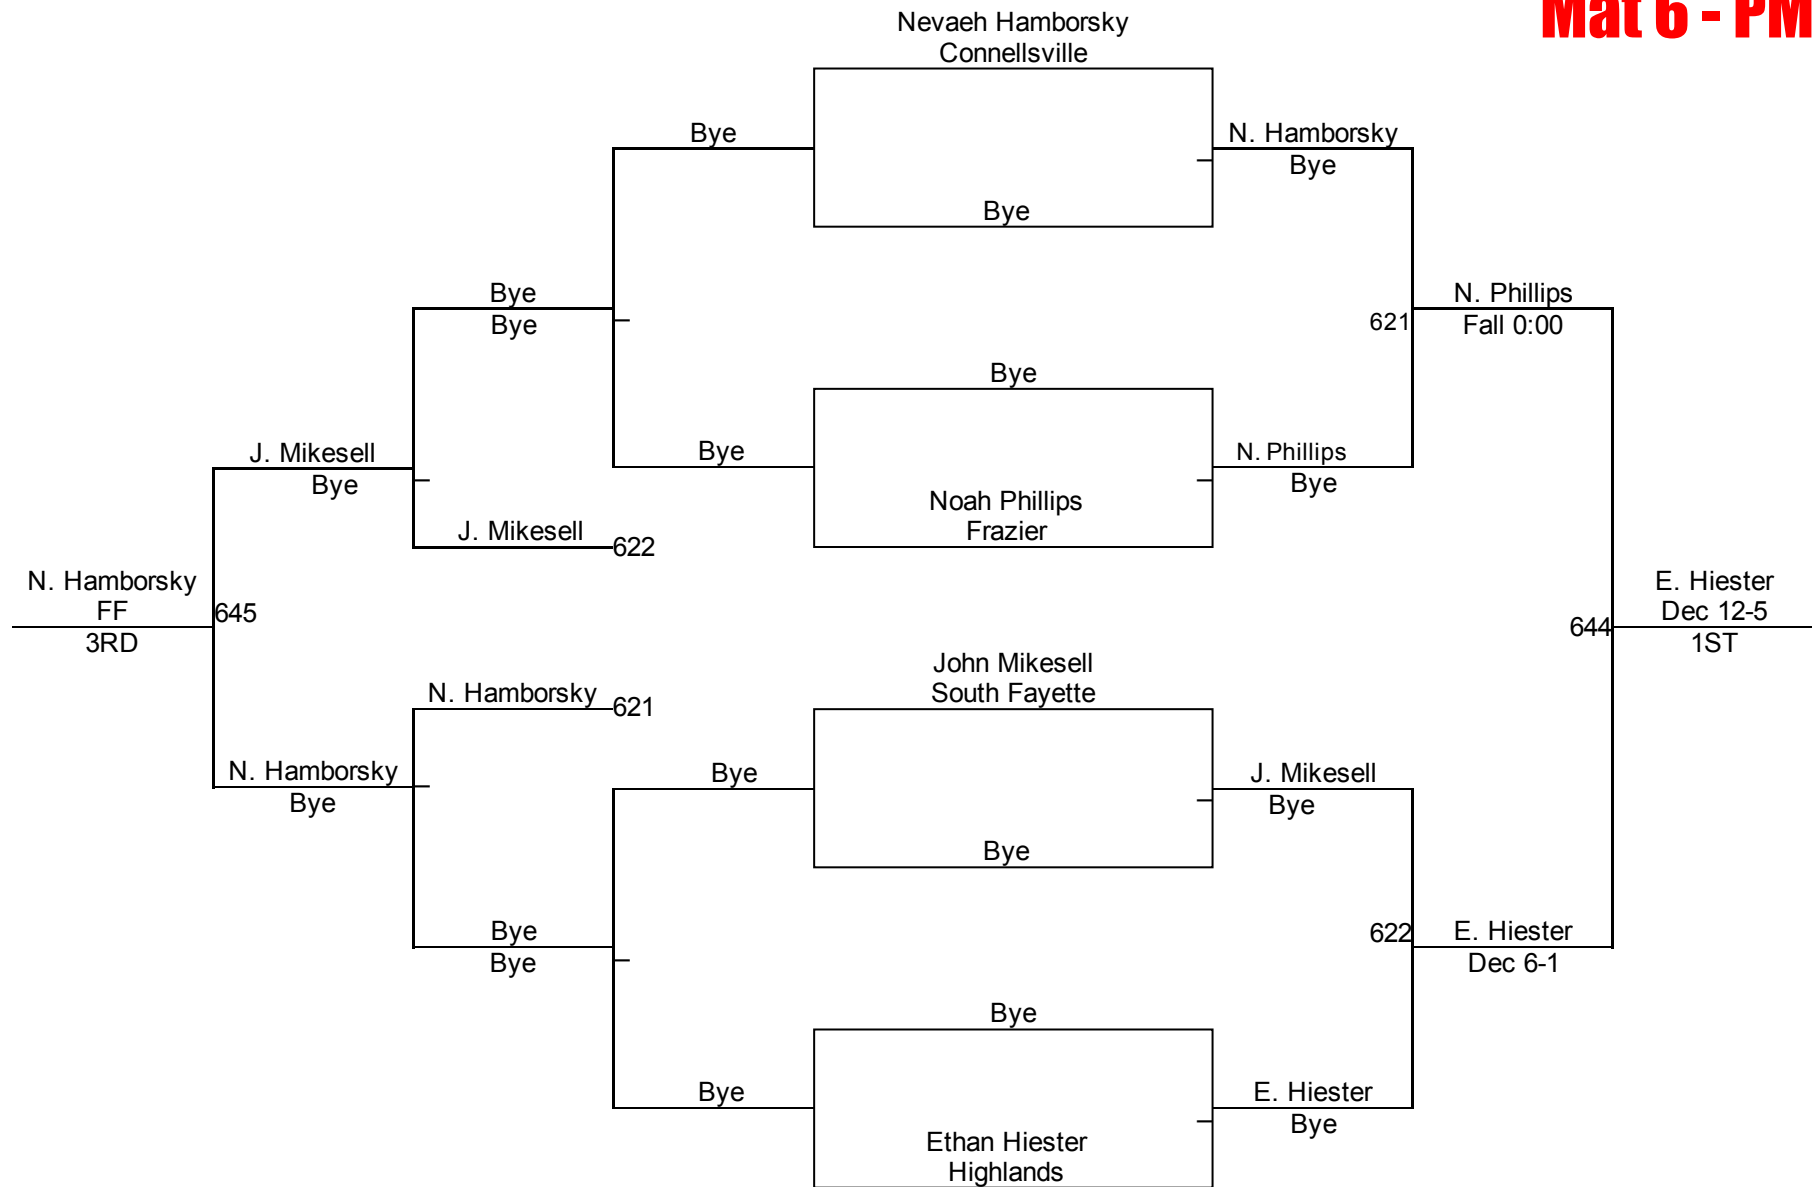 Mat 6 - PM
Nevaeh Hamborsky
Connellsville
Bye
N. Hamborsky
Bye
Bye
Bye
Bye
N. Phillips
Fall 0:00
621
Bye
J. Mikesell
Bye
Bye
N. Phillips
Bye
Noah Phillips
Frazier
J. Mikesell
622
N. Hamborsky
FF
3RD
645
E. Hiester
Dec 12-5
1ST
644
John Mikesell
South Fayette
N. Hamborsky
621
N. Hamborsky
Bye
Bye
J. Mikesell
Bye
Bye
Bye
Bye
622
E. Hiester
Dec 6-1
Bye
Bye
E. Hiester
Bye
Ethan Hiester
Highlands